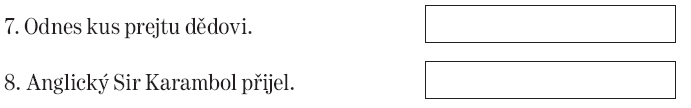 7. Odnes kus prejtu dědovi.
8. Anglický Sir Karambol přijel.